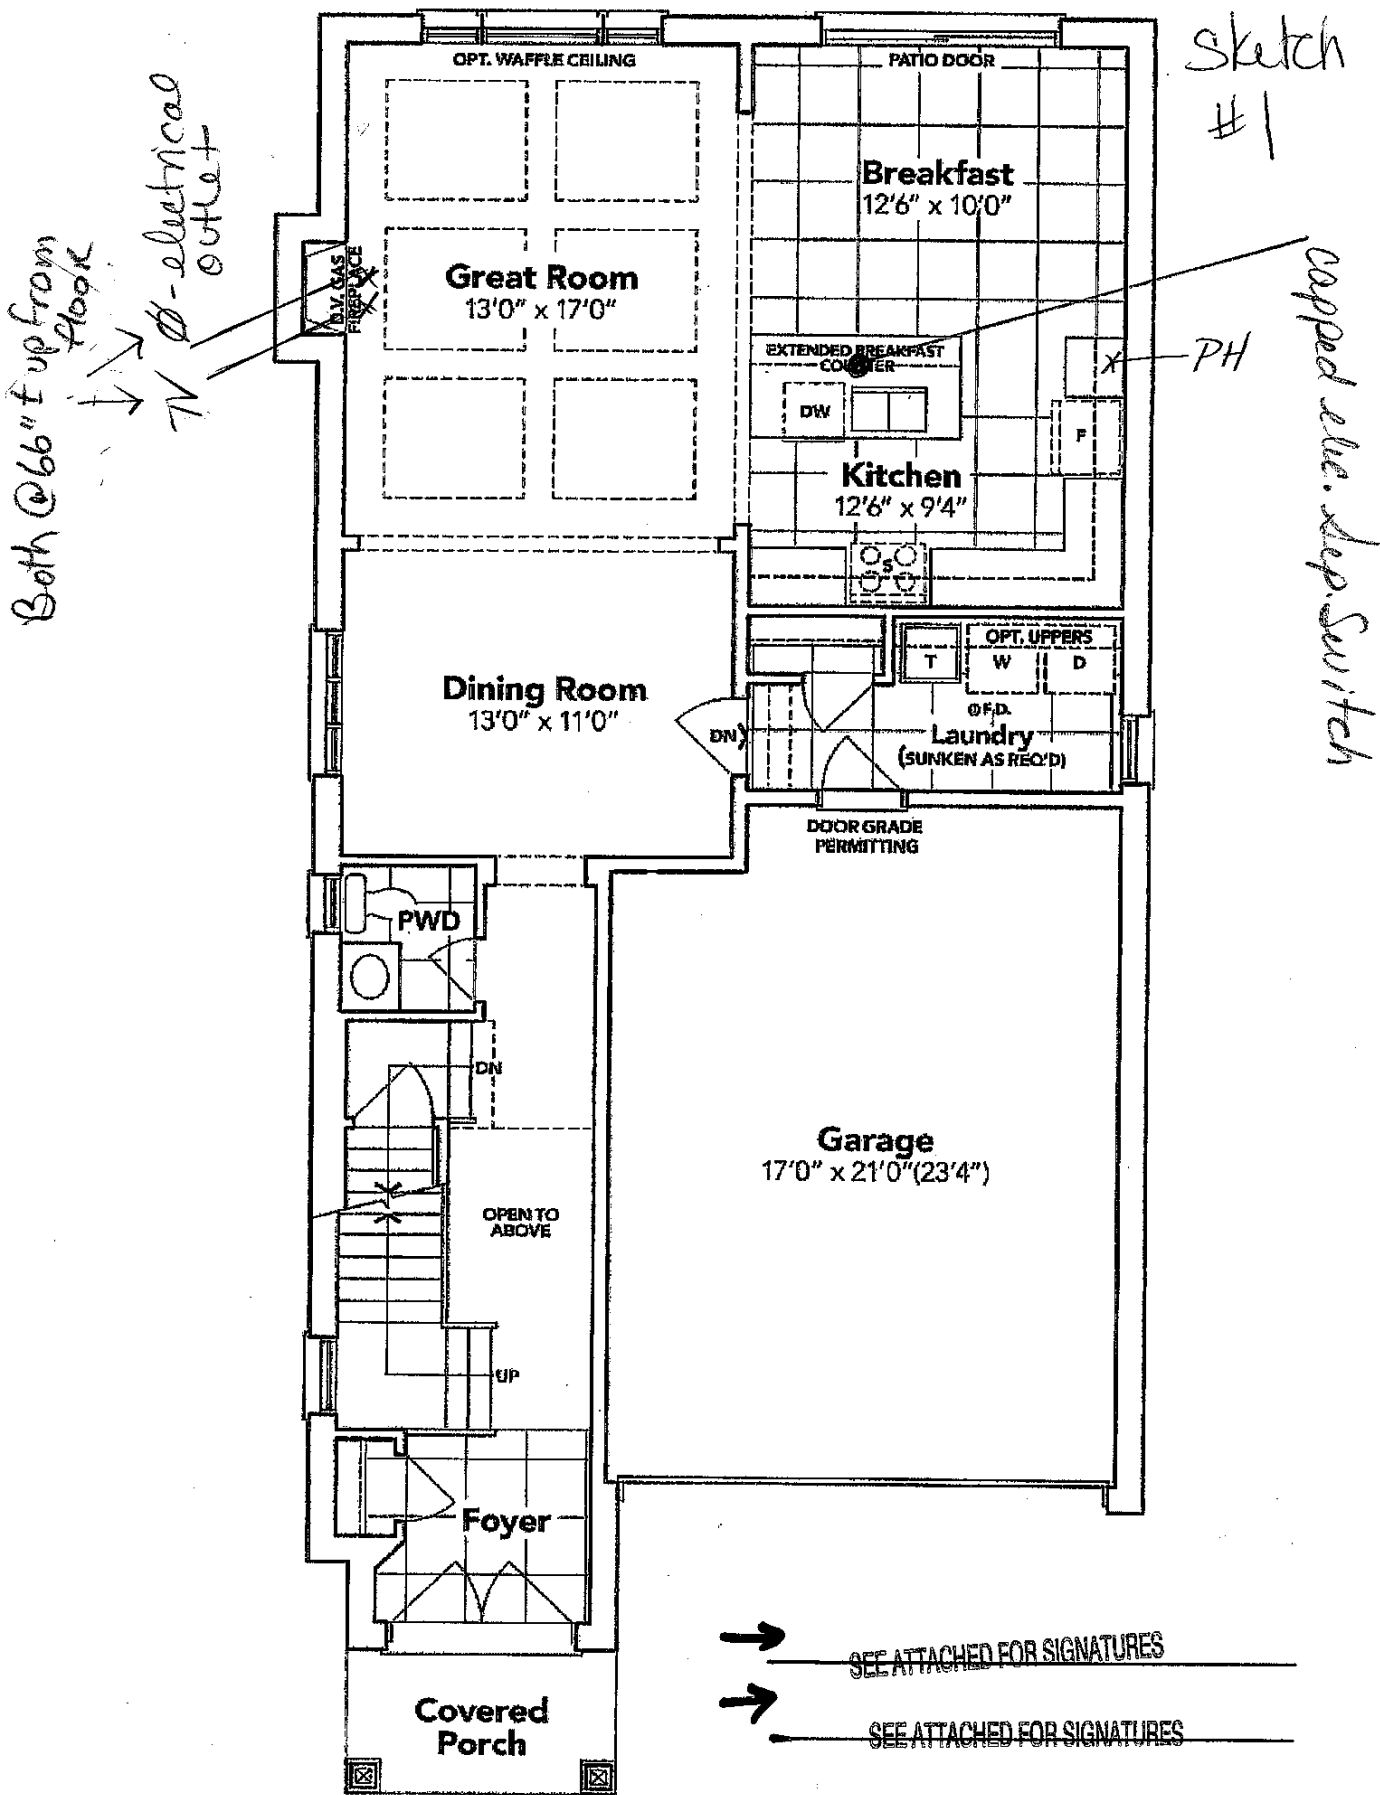 Sketch
#1
OPT. WAFFLE CEILING
PATIO DOOR
Ø-electrical
outlet
TV
Both @ 66" ± up from
floor
Breakfast
12'6" x 10'0"
D.V. GAS
FIREPLACE
Great Room
13'0" x 17'0"
capped elec. Sep. Switch
EXTENDED BREAKFAST
COUNTER
X
PH
DW
F
Kitchen
12'6" x 9'4"
S
Dining Room
13'0" x 11'0"
OPT. UPPERS
T
W
D
F.D.
DN
Laundry
(SUNKEN AS REQ'D)
DOOR GRADE
PERMITTING
PWD
DN
Garage
17'0" x 21'0"(23'4")
OPEN TO
ABOVE
UP
Foyer
SEE ATTACHED FOR SIGNATURES
SEE ATTACHED FOR SIGNATURES
Covered
Porch